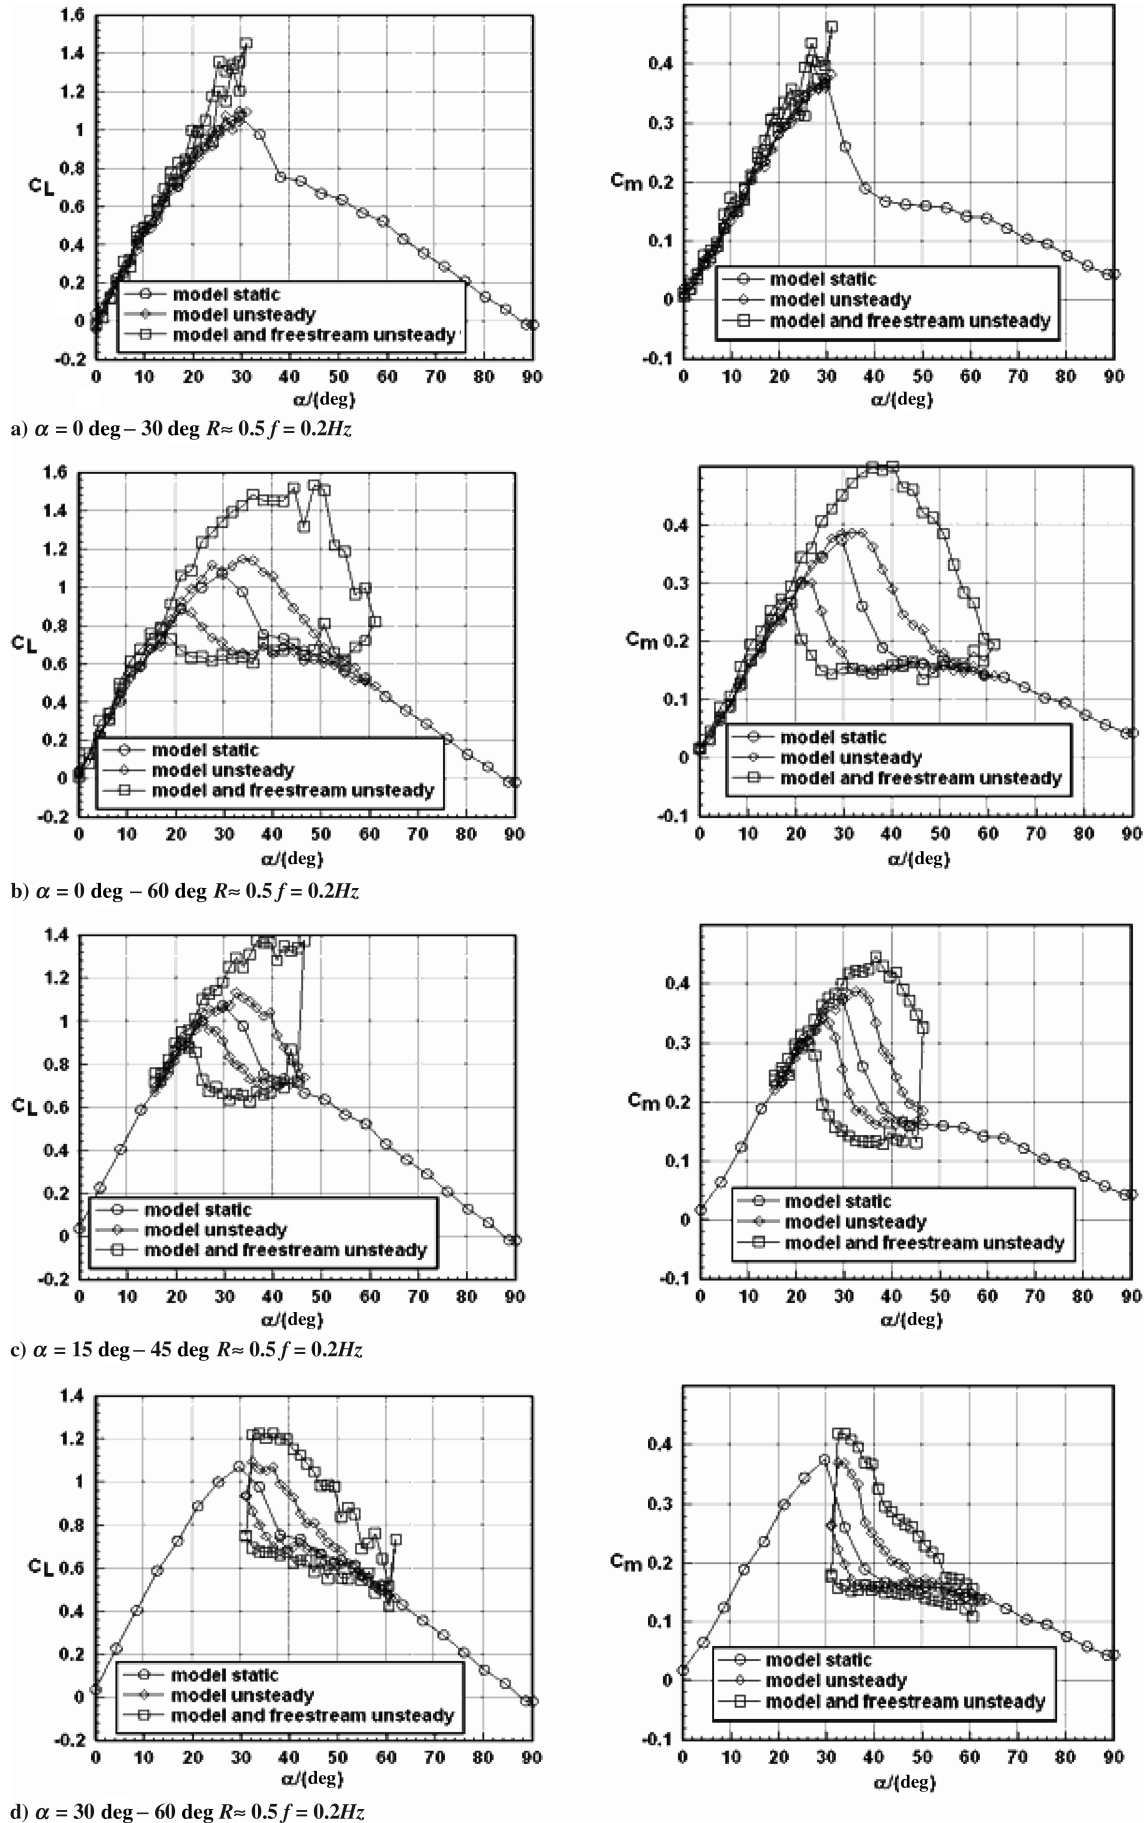 1.6
1.4
1.2
1
0.8
0.6
0.4
0.2
0
-0.2
CL
0 10 20 30 40 50 60 70 80 90
α/(deg)
model static
model unsteady
model and freestream unsteady
0.4
0.3
0.2
0.1
0
-0.1
Cm
0 10 20 30 40 50 60 70 80 90
α/(deg)
model static
model unsteady
model and freestream unsteady
a) α = 0 deg – 30 deg R≈ 0.5 f = 0.2Hz
1.6
1.4
1.2
1
0.8
0.6
0.4
0.2
0
-0.2
CL
0 10 20 30 40 50 60 70 80 90
α/(deg)
model static
model unsteady
model and freestream unsteady
0.4
0.3
0.2
0.1
0
-0.1
Cm
0 10 20 30 40 50 60 70 80 90
α/(deg)
model static
model unsteady
model and freestream unsteady
b) α = 0 deg – 60 deg R≈ 0.5 f = 0.2Hz
1.4
1.2
1
0.8
0.6
0.4
0.2
0
-0.2
CL
0 10 20 30 40 50 60 70 80 90
α/(deg)
model static
model unsteady
model and freestream unsteady
0.4
0.3
0.2
0.1
0
-0.1
Cm
0 10 20 30 40 50 60 70 80 90
α/(deg)
model static
model unsteady
model and freestream unsteady
c) α = 15 deg – 45 deg R≈ 0.5 f = 0.2Hz
1.4
1.2
1
0.8
0.6
0.4
0.2
0
-0.2
CL
0 10 20 30 40 50 60 70 80 90
α/(deg)
model static
model unsteady
model and freestream unsteady
0.4
0.3
0.2
0.1
0
-0.1
Cm
0 10 20 30 40 50 60 70 80 90
α/(deg)
model static
model unsteady
model and freestream unsteady
d) α = 30 deg – 60 deg R≈ 0.5 f = 0.2Hz